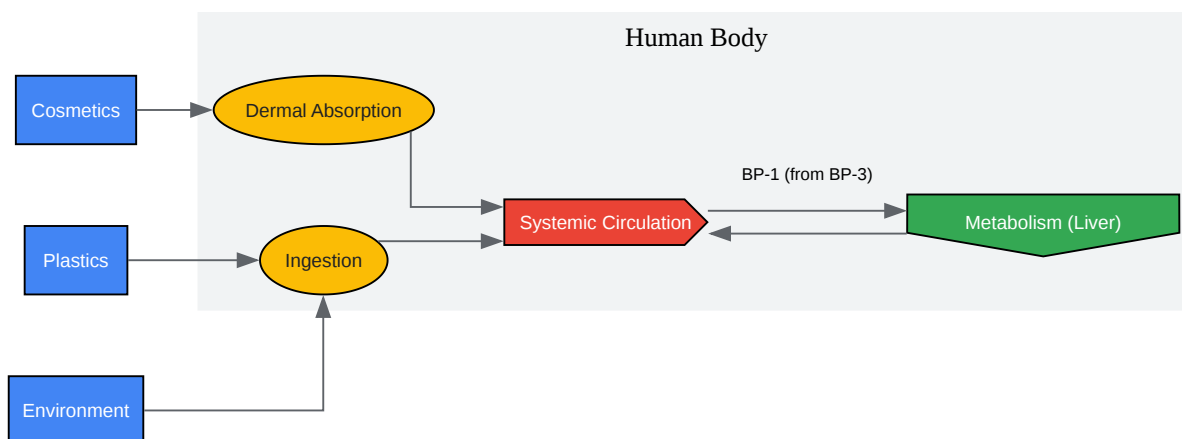 Human Body
Cosmetics
Dermal Absorption
BP-1 (from BP-3)
Systemic Circulation
Metabolism (Liver)
Plastics
Ingestion
Environment